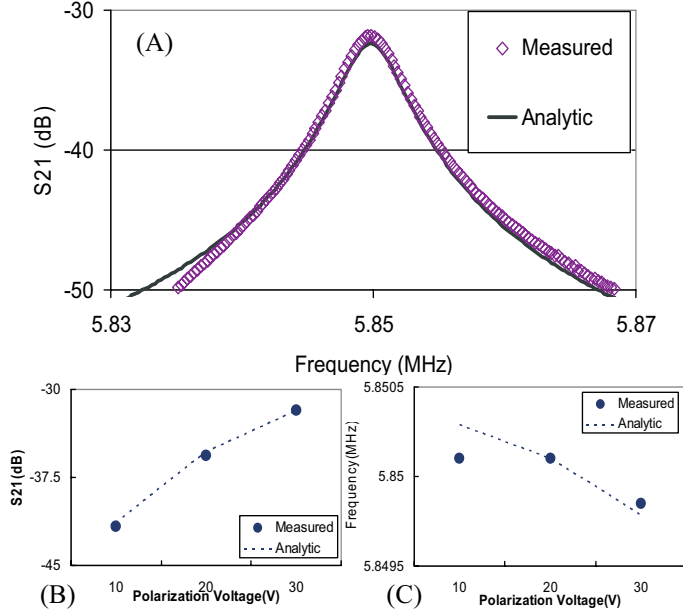 -30
(A)
Measured
Analytic
S21 (dB)
-40
-50
5.83
5.85
5.87
Frequency (MHz)
-30
-37.5
-45
S21(dB)
Measured
Analytic
10
20
30
(B)
Polarization Voltage(V)
5.8505
5.85
5.8495
Frequency(MHz)
Measured
Analytic
10
20
30
(C)
Polarization Voltage(V)